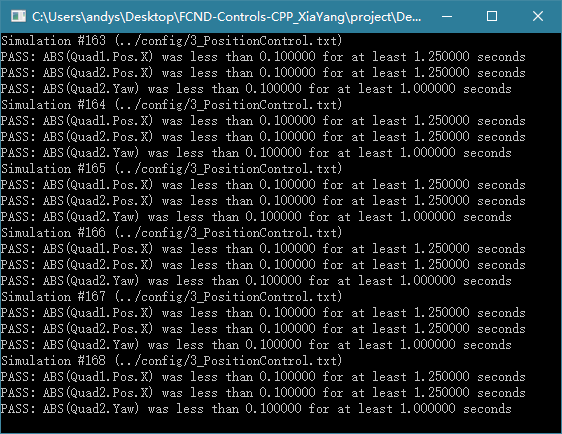 C:\Users\andys\Desktop\FCND-Controls-CPP_XiaYang\project\De...
Simulation #163 (../config/3_PositionControl.txt)
PASS: ABS(Quad1.Pos.X) was less than 0.100000 for at least 1.250000 seconds
PASS: ABS(Quad2.Pos.X) was less than 0.100000 for at least 1.250000 seconds
PASS: ABS(Quad2.Yaw) was less than 0.100000 for at least 1.000000 seconds
Simulation #164 (../config/3_PositionControl.txt)
PASS: ABS(Quad1.Pos.X) was less than 0.100000 for at least 1.250000 seconds
PASS: ABS(Quad2.Pos.X) was less than 0.100000 for at least 1.250000 seconds
PASS: ABS(Quad2.Yaw) was less than 0.100000 for at least 1.000000 seconds
Simulation #165 (../config/3_PositionControl.txt)
PASS: ABS(Quad1.Pos.X) was less than 0.100000 for at least 1.250000 seconds
PASS: ABS(Quad2.Pos.X) was less than 0.100000 for at least 1.250000 seconds
PASS: ABS(Quad2.Yaw) was less than 0.100000 for at least 1.000000 seconds
Simulation #166 (../config/3_PositionControl.txt)
PASS: ABS(Quad1.Pos.X) was less than 0.100000 for at least 1.250000 seconds
PASS: ABS(Quad2.Pos.X) was less than 0.100000 for at least 1.250000 seconds
PASS: ABS(Quad2.Yaw) was less than 0.100000 for at least 1.000000 seconds
Simulation #167 (../config/3_PositionControl.txt)
PASS: ABS(Quad1.Pos.X) was less than 0.100000 for at least 1.250000 seconds
PASS: ABS(Quad2.Pos.X) was less than 0.100000 for at least 1.250000 seconds
PASS: ABS(Quad2.Yaw) was less than 0.100000 for at least 1.000000 seconds
Simulation #168 (../config/3_PositionControl.txt)
PASS: ABS(Quad1.Pos.X) was less than 0.100000 for at least 1.250000 seconds
PASS: ABS(Quad2.Pos.X) was less than 0.100000 for at least 1.250000 seconds
PASS: ABS(Quad2.Yaw) was less than 0.100000 for at least 1.000000 seconds